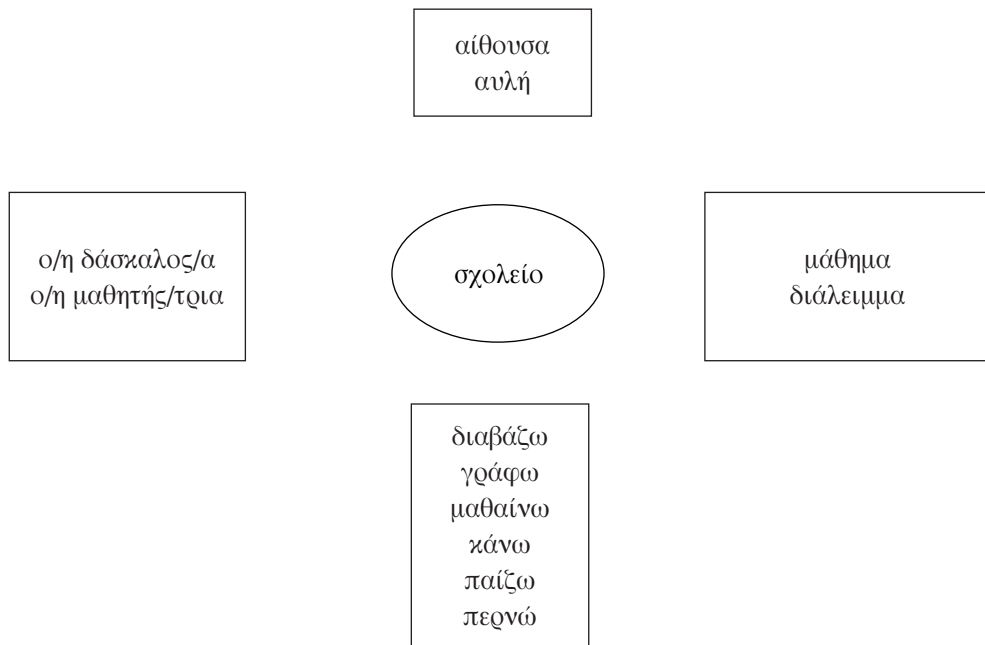 αίθουσα
αυλή
ο/η δάσκαλος/α
ο/η μαθητής/τρια
σχολείο
μάθημα
διάλειμμα
διαβάζω
γράφω
μαθαίνω
κάνω
παίζω
περνώ